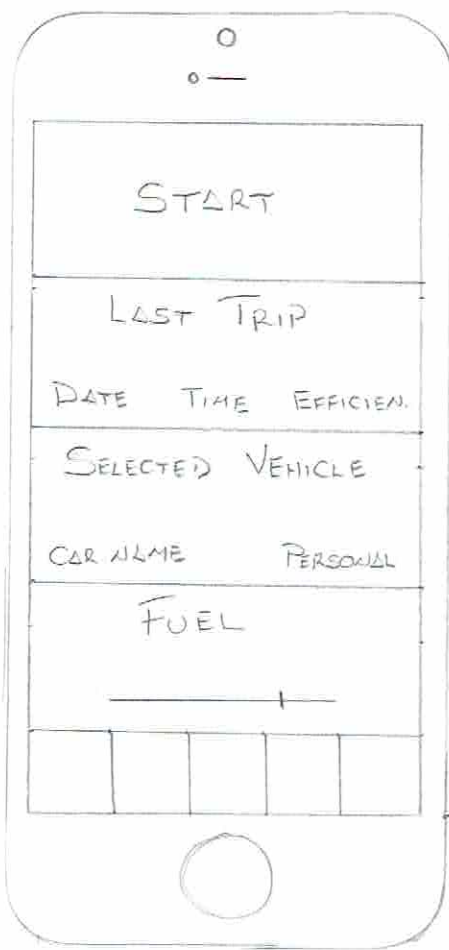 START
LAST TRIP
DATE TIME EFFICIEN.
SELECTED VEHICLE
CAR NAME PERSONAL
FUEL